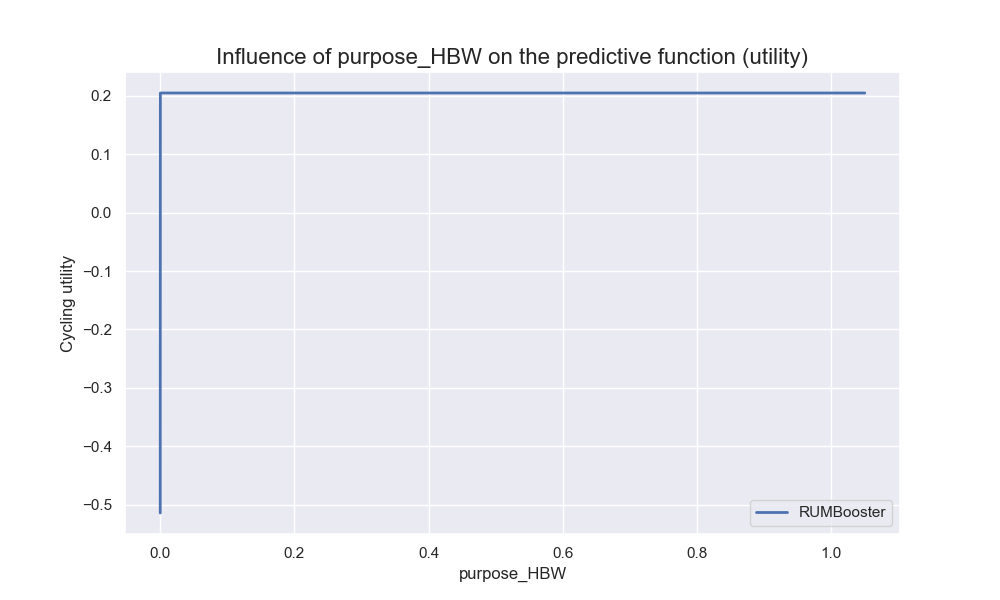 Influence of purpose_HBW on the predictive function (utility)
0.2
0.1
0.0
−0.1
−0.2
−0.3
−0.4
−0.5
Cycling utility
RUMBooster
0.0 0.2 0.4 0.6 0.8 1.0
purpose_HBW